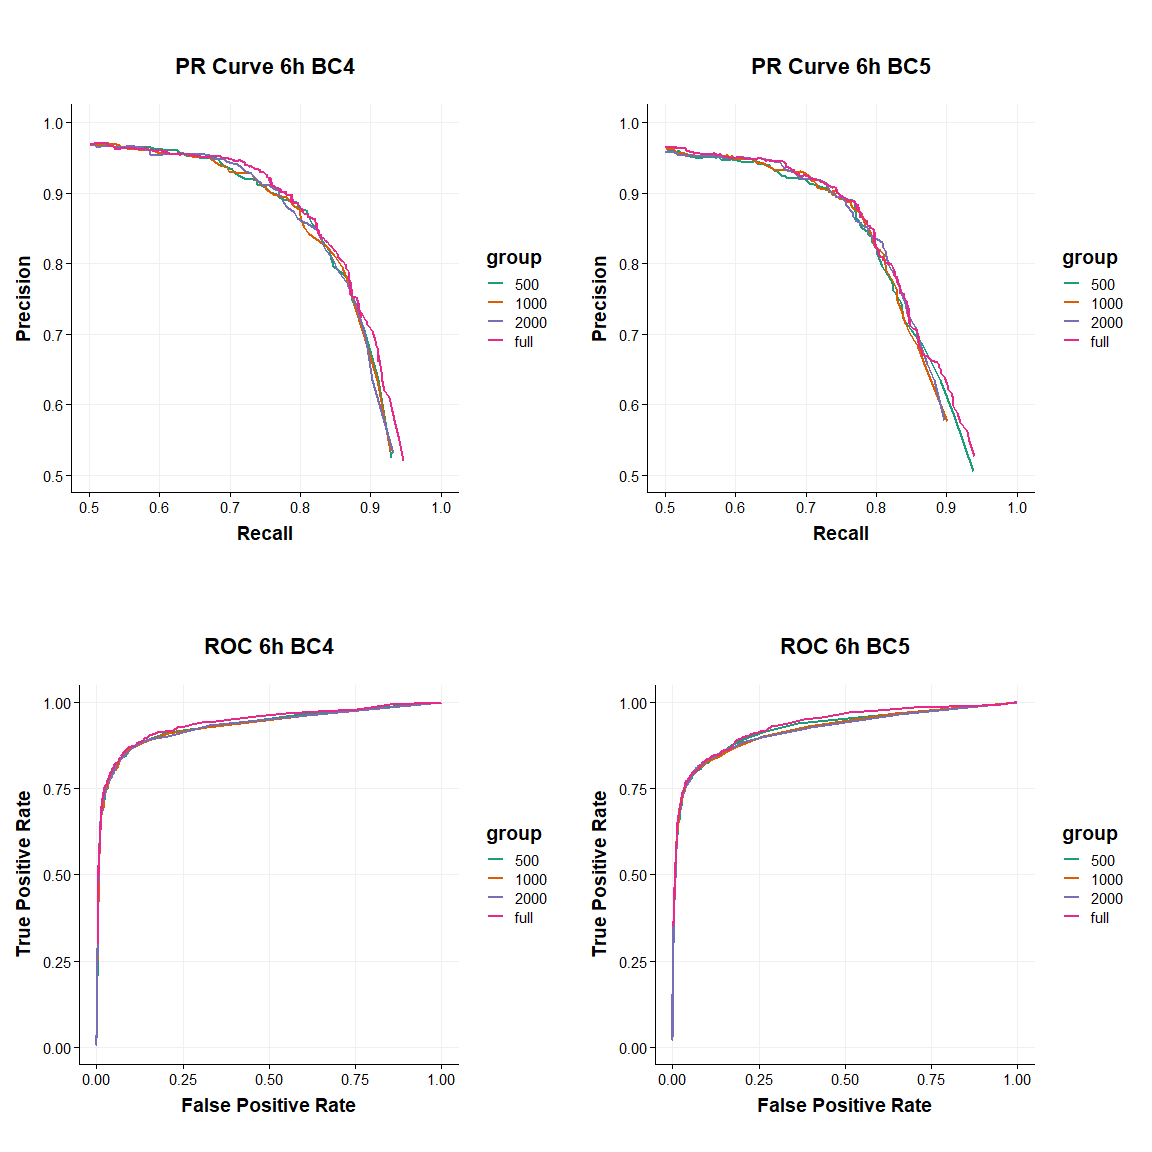 PR Curve 6h BC4
1.0
0.9
0.8
0.7
0.6
0.5
Precision
0.5 0.6 0.7 0.8 0.9 1.0
Recall
group
500
1000
2000
full
PR Curve 6h BC5
1.0
0.9
0.8
0.7
0.6
0.5
Precision
0.5 0.6 0.7 0.8 0.9 1.0
Recall
group
500
1000
2000
full
ROC 6h BC4
1.00
0.75
0.50
0.25
0.00
True Positive Rate
0.00 0.25 0.50 0.75 1.00
False Positive Rate
group
500
1000
2000
full
ROC 6h BC5
1.00
0.75
0.50
0.25
0.00
True Positive Rate
0.00 0.25 0.50 0.75 1.00
False Positive Rate
group
500
1000
2000
full